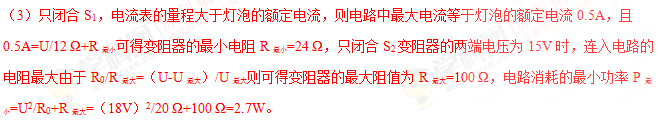 （3）只闭合 S₁，电流表的量程大于灯泡的额定电流，则电路中最大电流等于灯泡的额定电流 0.5A，且
0.5A=U/12 Ω+R 最小可得变阻器的最小电阻 R 最小=24 Ω，只闭合 S₂变阻器的两端电压为 15V 时，连入电路的
电阻最大由于 R₀/R 最大=（U-U 最大）/U 最大则可得变阻器的最大阻值为 R 最大=100 Ω，电路消耗的最小功率 P 最
小=U²/R₀+R 最大=（18V）²/20 Ω+100 Ω=2.7W。